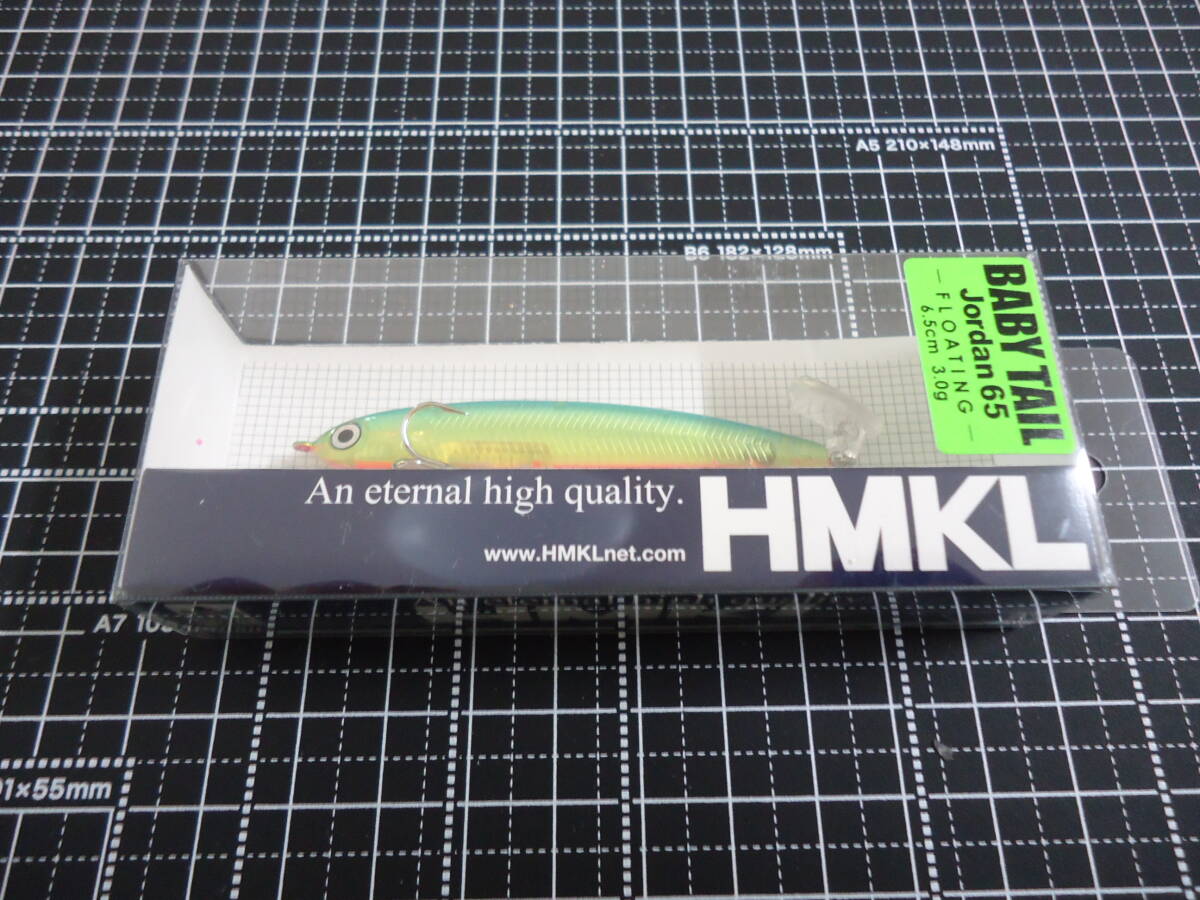 A5 210×148mm
B6 182×128mm
BABY TAIL
Jordan 65
— FLOATING —
6.5cm 3.0g
An eternal high quality.
www.HMKLnet.com
HMKL
A7
×55mm